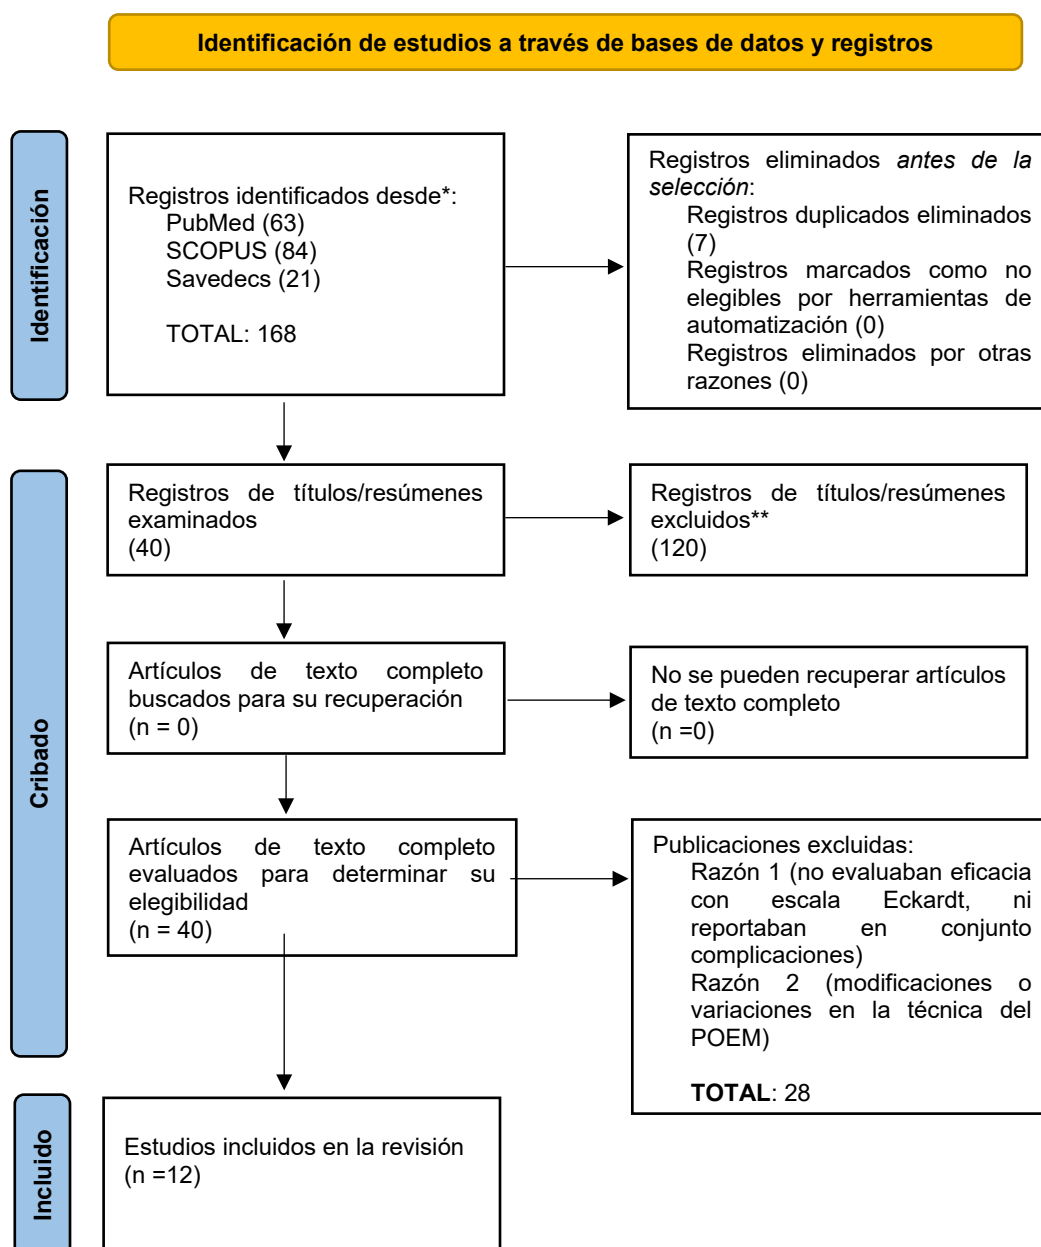 Identificación de estudios a través de bases de datos y registros
Identificación
Registros identificados desde*:
PubMed (63)
SCOPUS (84)
Savedecs (21)
TOTAL: 168
Registros eliminados antes de la
selección:
Registros duplicados eliminados
(7)
Registros marcados como no
elegibles por herramientas de
automatización (0)
Registros eliminados por otras
razones (0)
Cribado
Registros de títulos/resúmenes
examinados
(40)
Registros de títulos/resúmenes
excluidos**
(120)
Artículos de texto completo
buscados para su recuperación
(n = 0)
No se pueden recuperar artículos
de texto completo
(n =0)
Artículos de texto completo
evaluados para determinar su
elegibilidad
(n = 40)
Publicaciones excluidas:
Razón 1 (no evaluaban eficacia
con escala Eckardt, ni
reportaban en conjunto
complicaciones)
Razón 2 (modificaciones o
variaciones en la técnica del
POEM)
TOTAL: 28
Incluido
Estudios incluidos en la revisión
(n =12)